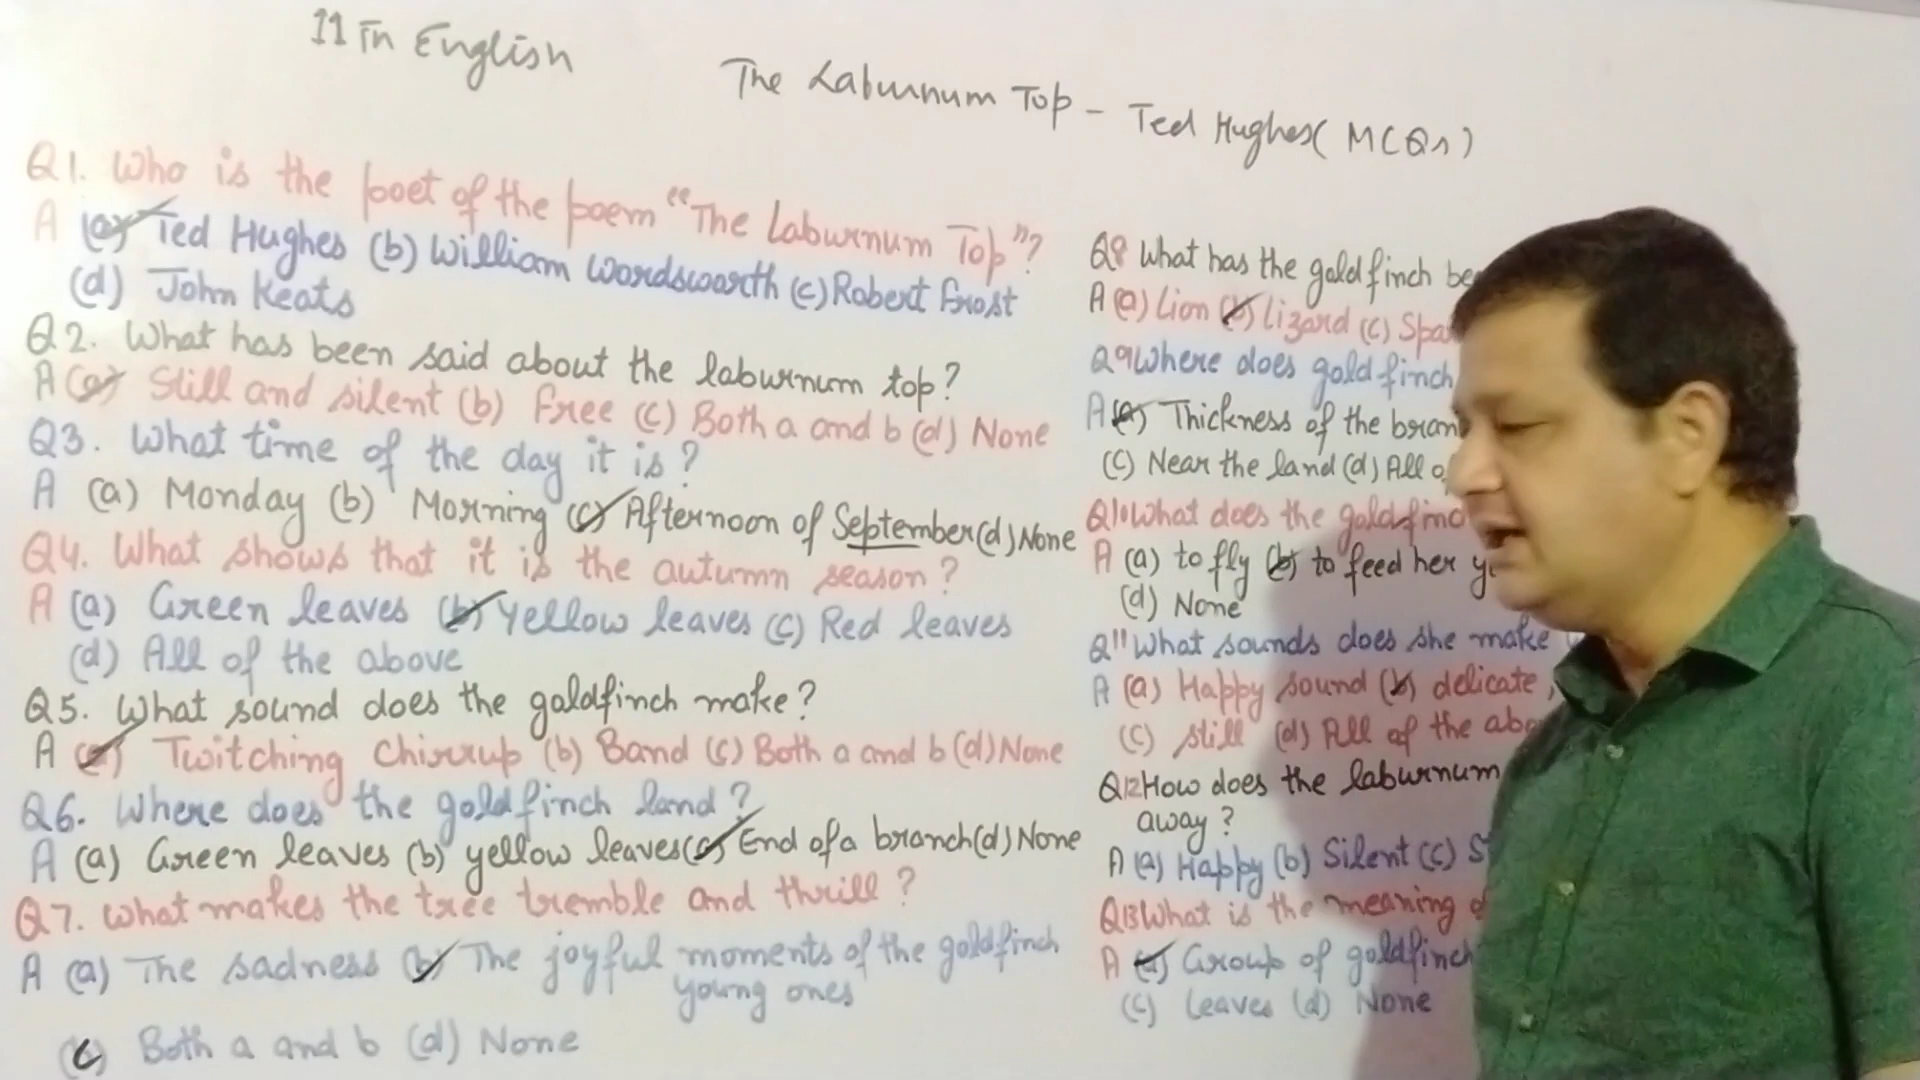 11th English
The Laburnum Top - Ted Hughes (MCQs)
Q1. Who is the poet of the poem "The Laburnum Top"?
A (a) Ted Hughes (b) William Wordsworth (c) Robert Frost
(d) John Keats
Q2. What has been said about the laburnum top?
A (a) Still and silent (b) Free (c) Both a and b (d) None
Q3. What time of the day it is?
A (a) Monday (b) Morning (c) Afternoon of September (d) None
Q4. What shows that it is the autumn season?
A (a) Green leaves (b) Yellow leaves (c) Red leaves
(d) All of the above
Q5. What sound does the goldfinch make?
A (a) Twitching Chirrup (b) Band (c) Both a and b (d) None
Q6. Where does the goldfinch land?
A (a) Green leaves (b) yellow leaves (c) End of a branch (d) None
Q7. What makes the tree tremble and thrill?
A (a) The sadness (b) The joyful moments of the goldfinch
young ones
(c) Both a and b (d) None
Q8 What has the goldfinch
A (a) Lion (b) Lizard (c)
Q9 Where does goldfinch
A (a) Thickness of the
(c) Near the land (d) All
Q10 What does the
A (a) to fly (b) to feed her
(d) None
Q11 What sounds does she make
A (a) Happy sound (b) delicate
(c) still (d) All of the
Q12 How does the laburnum
away?
A (a) Happy (b) Silent (c)
Q13 What is the meaning
A (a) Group of goldfinch
(c) leaves (d) None